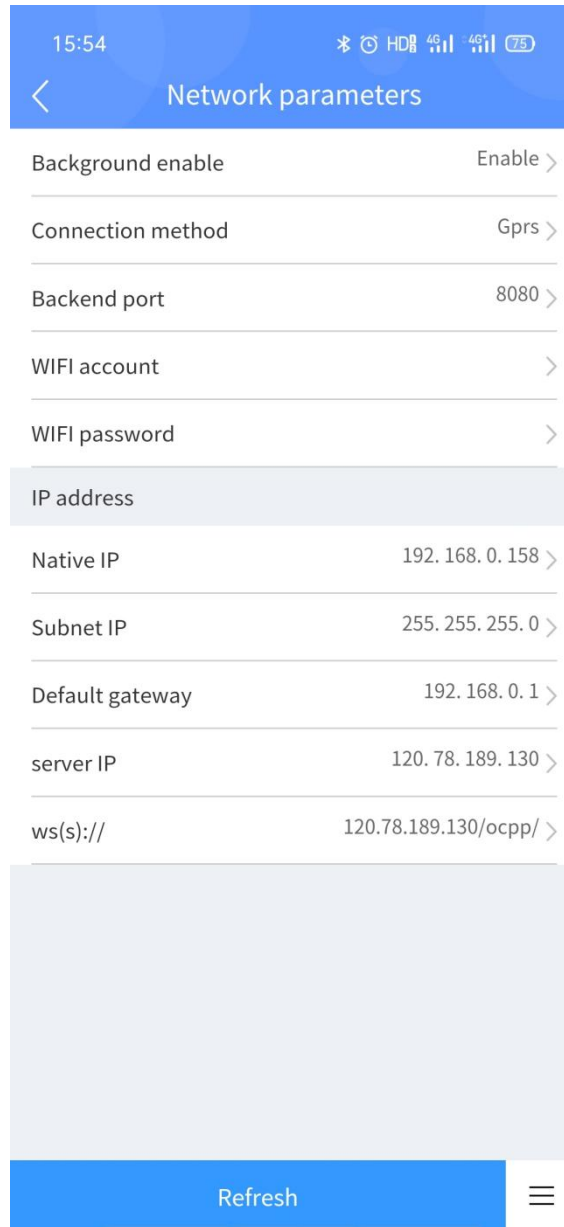 15:54 HD 4G 4G+ 75
Network parameters
Background enable Enable
Connection method Gprs
Backend port 8080
WIFI account
WIFI password
IP address
Native IP 192. 168. 0. 158
Subnet IP 255. 255. 255. 0
Default gateway 192. 168. 0. 1
server IP 120. 78. 189. 130
ws(s):// 120.78.189.130/ocpp/
Refresh